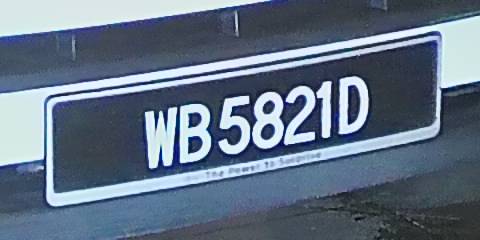 WB5821D
The Power to Surprise